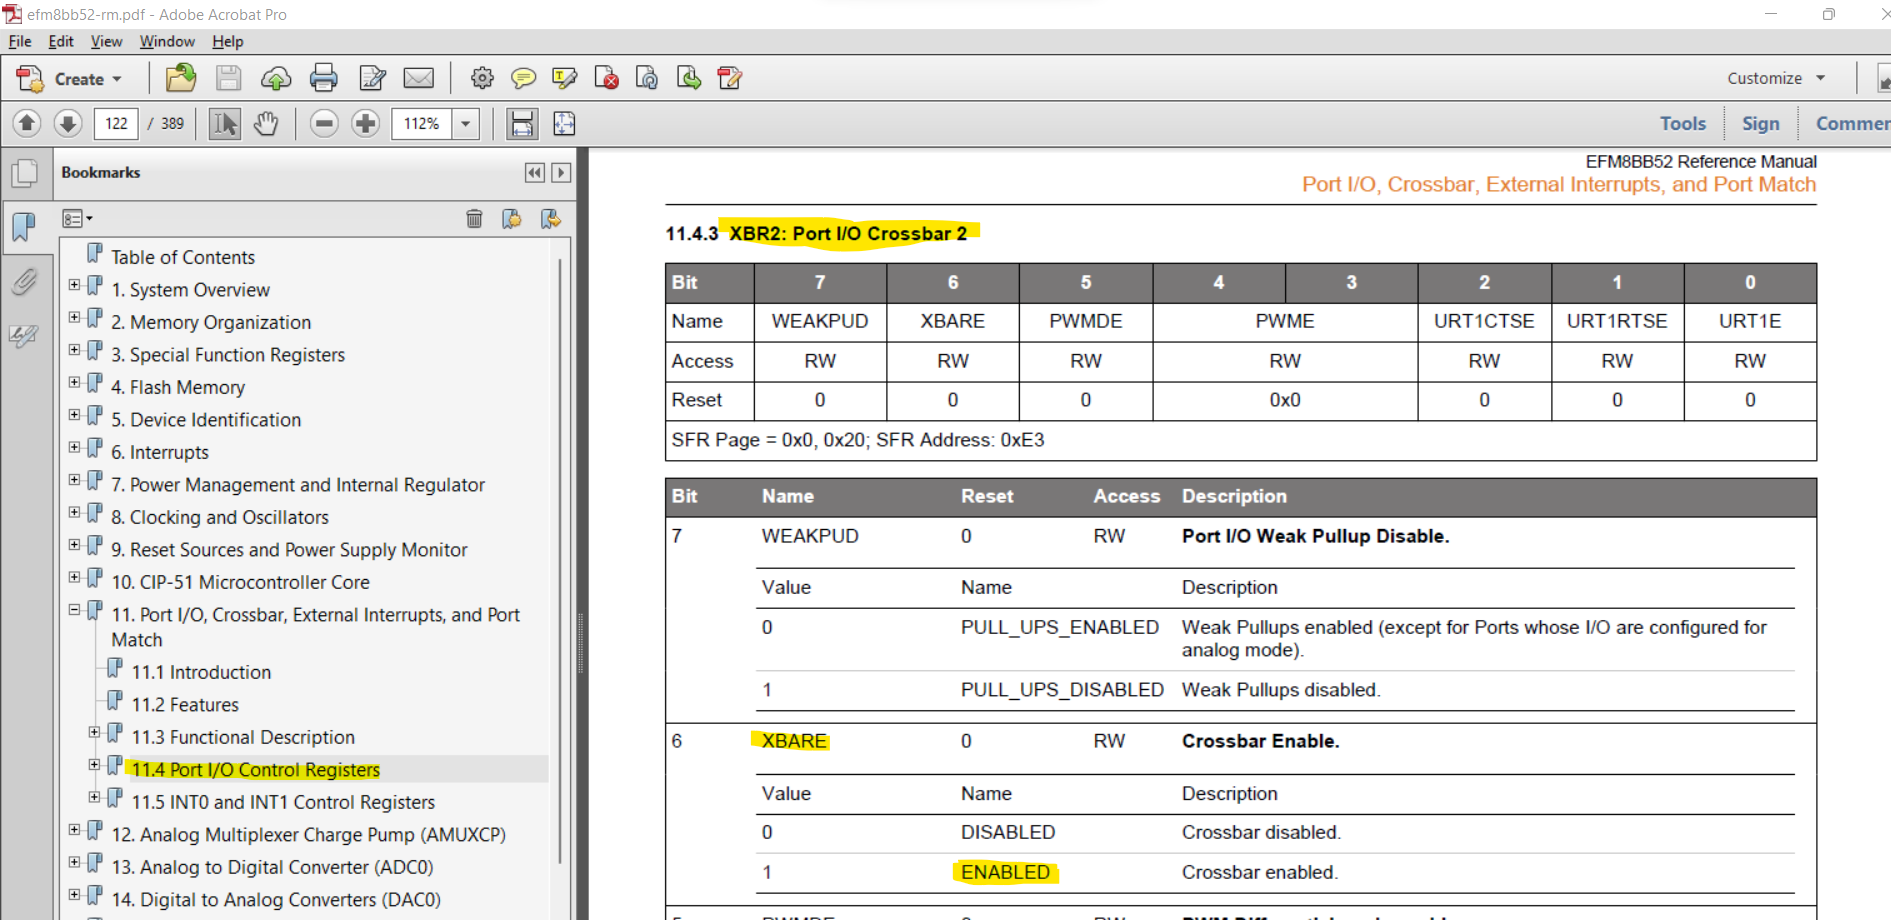 efm8bb52-rm.pdf - Adobe Acrobat Pro
File Edit View Window Help
Create
Customize
122 / 389
112%
Tools Sign Commer
Bookmarks
Table of Contents
1. System Overview
2. Memory Organization
3. Special Function Registers
4. Flash Memory
5. Device Identification
6. Interrupts
7. Power Management and Internal Regulator
8. Clocking and Oscillators
9. Reset Sources and Power Supply Monitor
10. CIP-51 Microcontroller Core
11. Port I/O, Crossbar, External Interrupts, and Port
Match
11.1 Introduction
11.2 Features
11.3 Functional Description
11.4 Port I/O Control Registers
11.5 INT0 and INT1 Control Registers
12. Analog Multiplexer Charge Pump (AMUXCP)
13. Analog to Digital Converter (ADC0)
14. Digital to Analog Converters (DAC0)
EFM8BB52 Reference Manual
Port I/O, Crossbar, External Interrupts, and Port Match
11.4.3 XBR2: Port I/O Crossbar 2
Bit 7 6 5 4 3 2 1 0
Name WEAKPUD XBARE PWMDE PWME URT1CTSE URT1RTSE URT1E
Access RW RW RW RW RW RW RW
Reset 0 0 0 0x0 0 0 0
SFR Page = 0x0, 0x20; SFR Address: 0xE3
Bit Name Reset Access Description
7 WEAKPUD 0 RW Port I/O Weak Pullup Disable.
Value Name Description
0 PULL_UPS_ENABLED Weak Pullups enabled (except for Ports whose I/O are configured for
analog mode).
1 PULL_UPS_DISABLED Weak Pullups disabled.
6 XBARE 0 RW Crossbar Enable.
Value Name Description
0 DISABLED Crossbar disabled.
1 ENABLED Crossbar enabled.